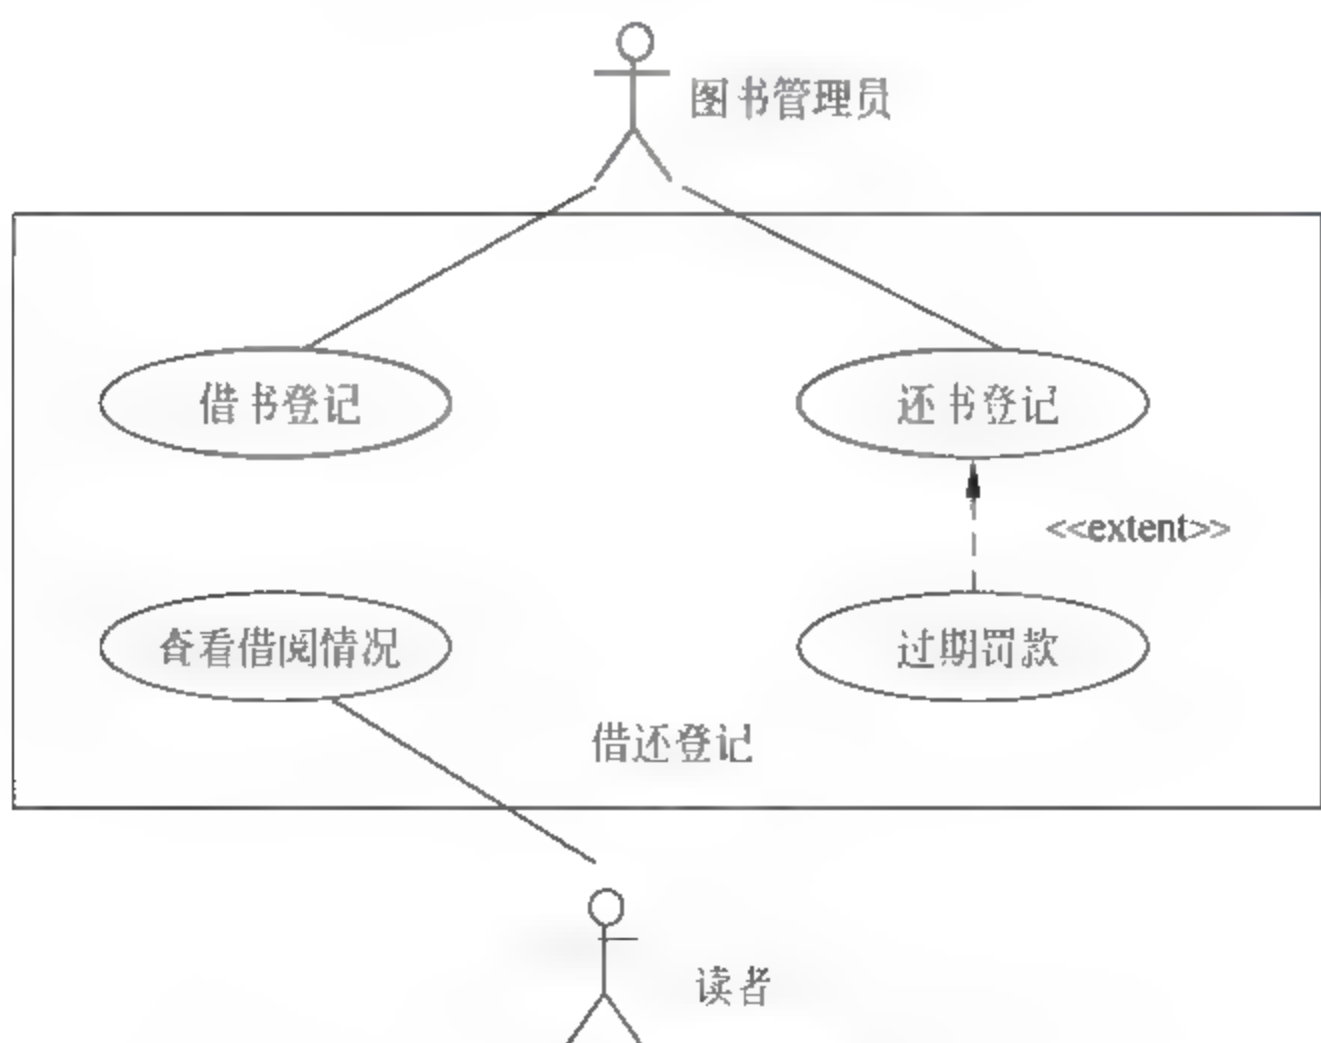 图书管理员
借书登记
还书登记
<<extent>>
查看借阅情况
过期罚款
借还登记
读者